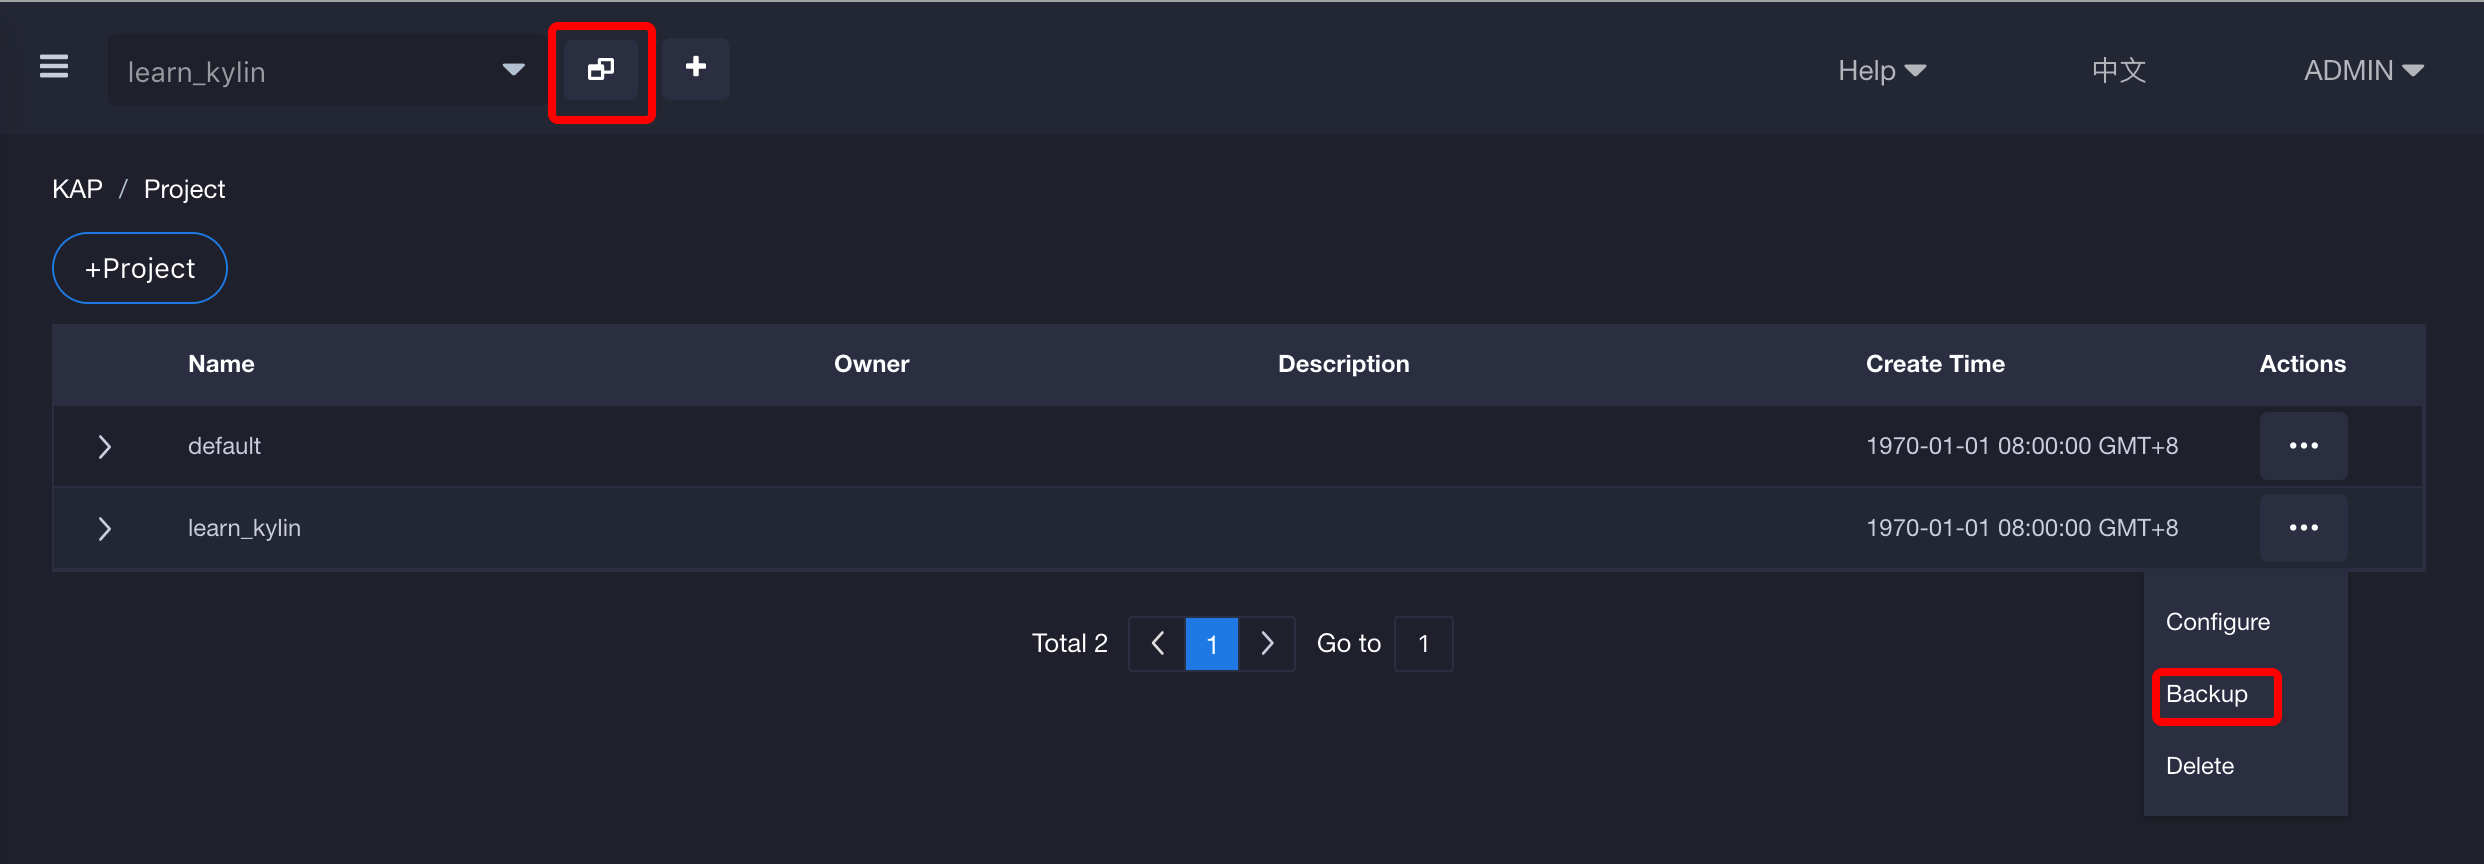 learn_kylin Help 中文 ADMIN
KAP / Project
+Project
Name Owner Description Create Time Actions
default 1970-01-01 08:00:00 GMT+8
learn_kylin 1970-01-01 08:00:00 GMT+8
Total 2 1 Go to 1
Configure
Backup
Delete